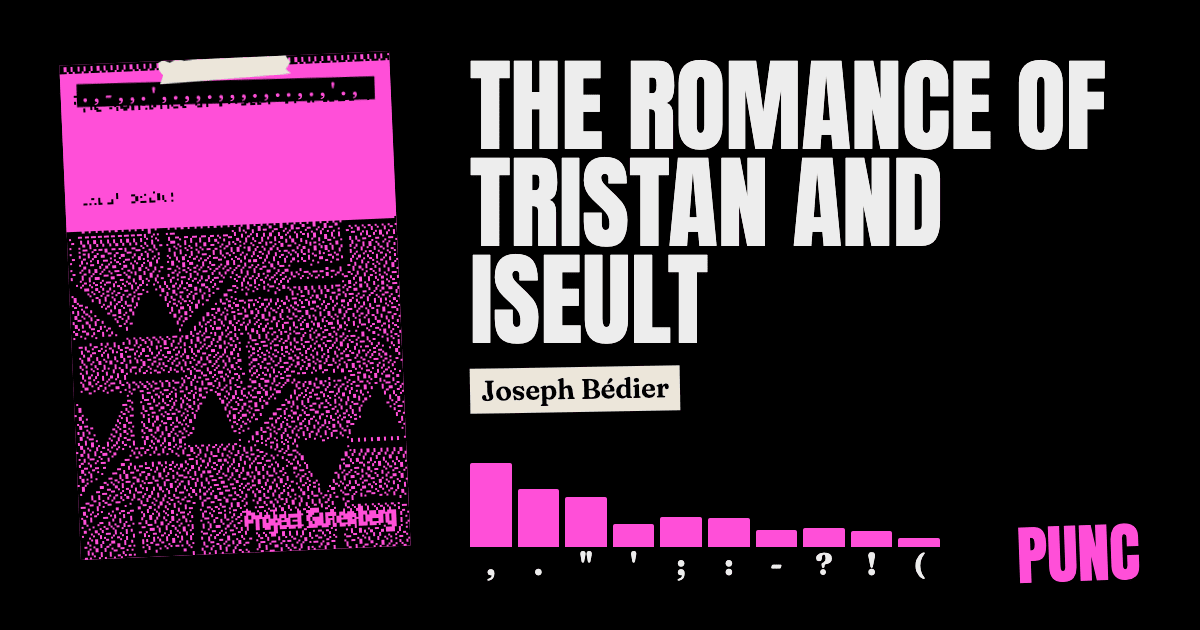 THE ROMANCE OF
TRISTAN AND
ISEULT
Joseph Bédier
, . " ' ; : - ? ! (
PUNC
Project Gutenberg